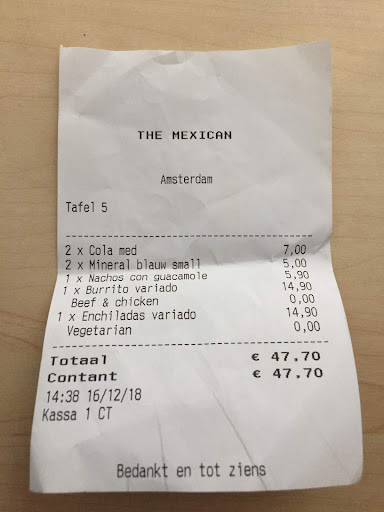 THE MEXICAN
Amsterdam
Tafel 5
2 x Cola med 7,00
2 x Mineral blauw small 5,00
1 x Nachos con guacamole 5,90
1 x Burrito variado 14,90
Beef & chicken 0,00
1 x Enchiladas variado 14,90
Vegetarian 0,00
Totaal € 47.70
Contant € 47.70
14:38 16/12/18
Kassa 1 CT
Bedankt en tot ziens